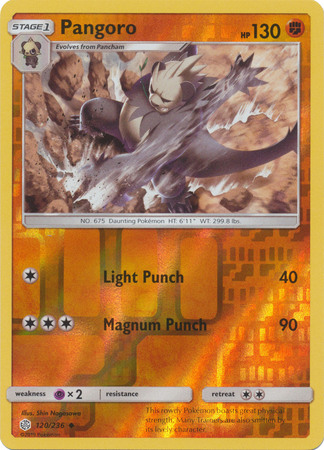 STAGE 1 Pangoro HP 130
Evolves from Pancham
NO. 675 Daunting Pokémon HT: 6'11" WT: 299.8 lbs.
Light Punch 40
Magnum Punch 90
weakness × 2 resistance retreat
Illus. Shin Nagasawa
120/236
This rowdy Pokémon boasts great physical
strength. Many Trainers are also smitten by
its lively character.